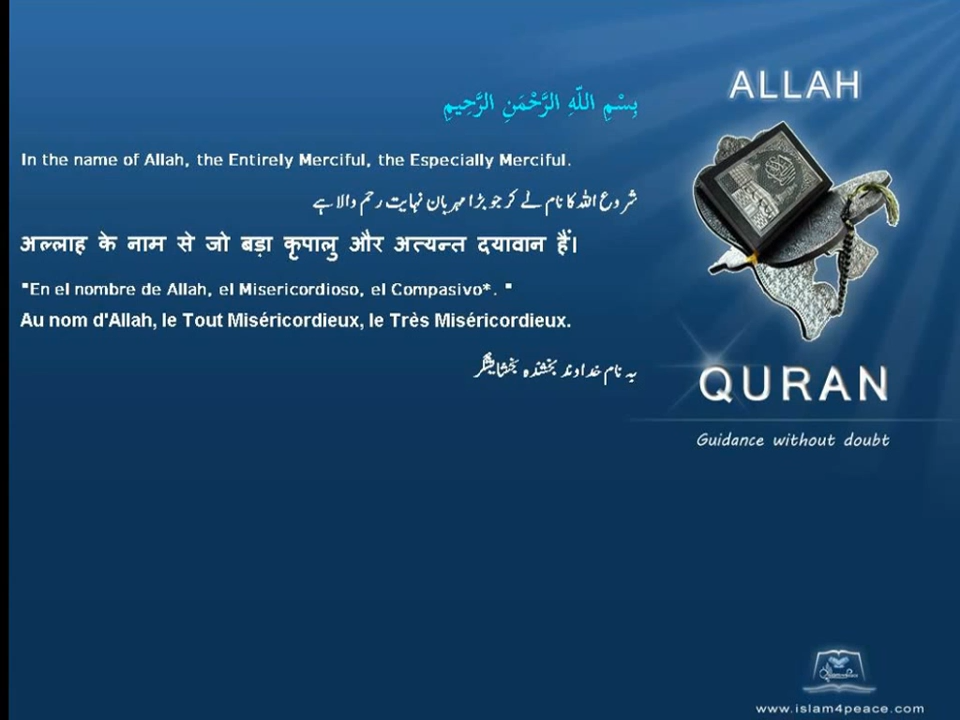 بِسْمِ اللّهِ الرَّحْمَنِ الرَّحِيمِ
In the name of Allah, the Entirely Merciful, the Especially Merciful.
شروع الله کا نام لے کر جو بڑا مہربان نہایت رحم والا ہے
अल्लाह के नाम से जो बड़ा कृपालु और अत्यन्त दयावान हैं।
"En el nombre de Allah, el Misericordioso, el Compasivo*. "
Au nom d'Allah, le Tout Miséricordieux, le Très Miséricordieux.
به نام خداوند بخشنده بخشایشگر
ALLAH
QURAN
Guidance without doubt
www.islam4peace.com